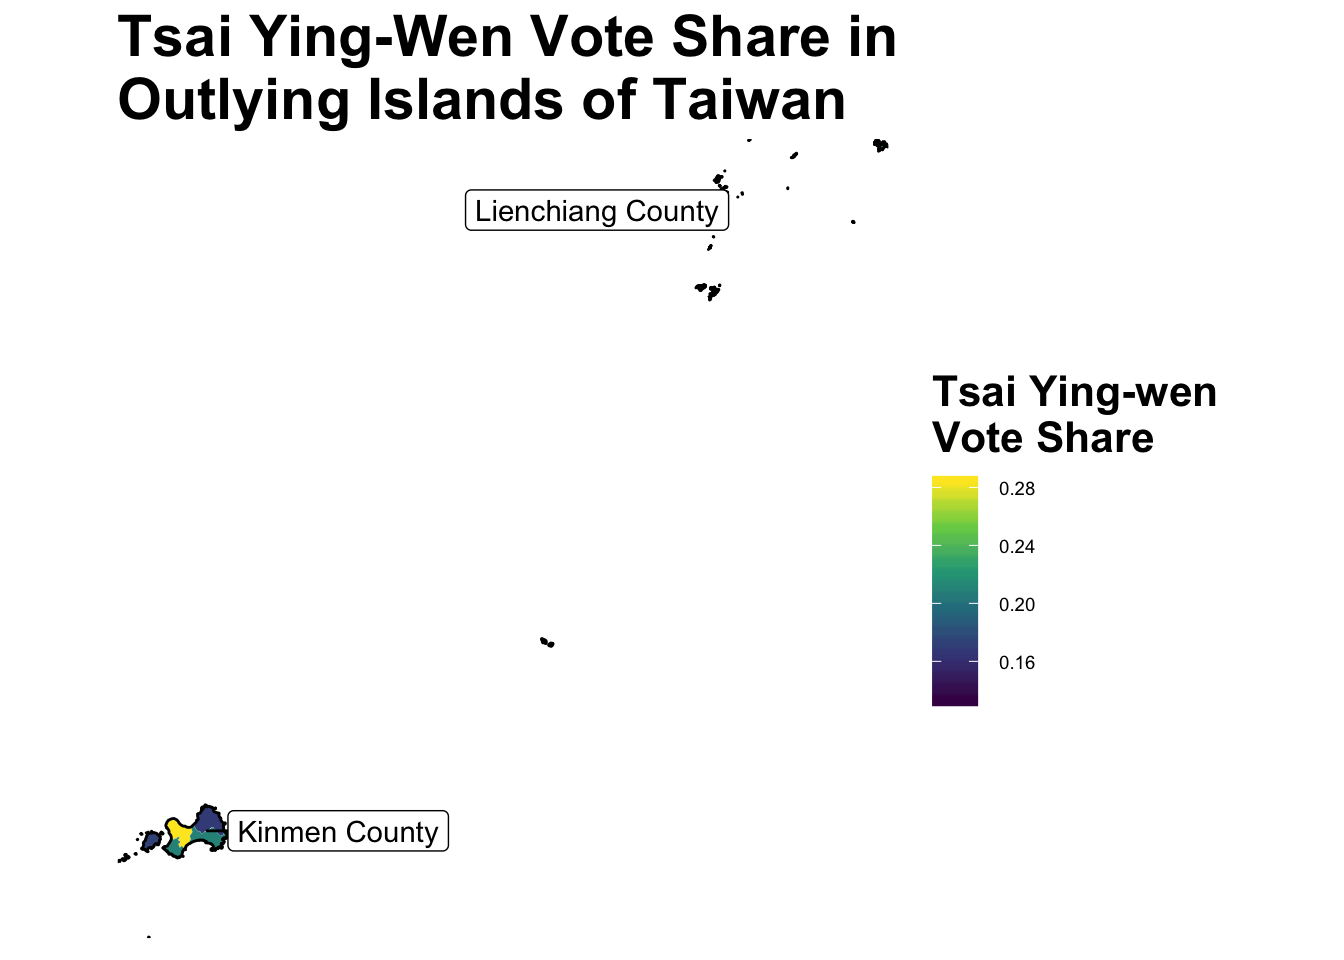 Tsai Ying-Wen Vote Share in
Outlying Islands of Taiwan
Lienchiang County
Tsai Ying-wen
Vote Share
0.28
0.24
0.20
0.16
Kinmen County